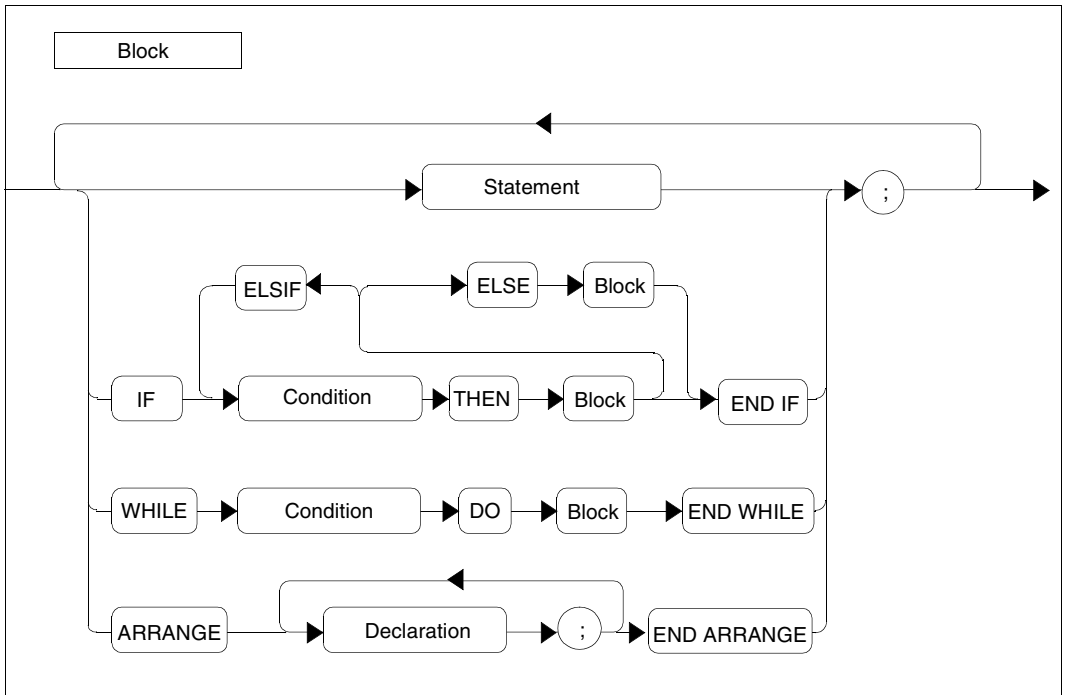 Block
Statement ;
ELSIF ELSE Block
IF Condition THEN Block END IF
WHILE Condition DO Block END WHILE
ARRANGE Declaration ; END ARRANGE